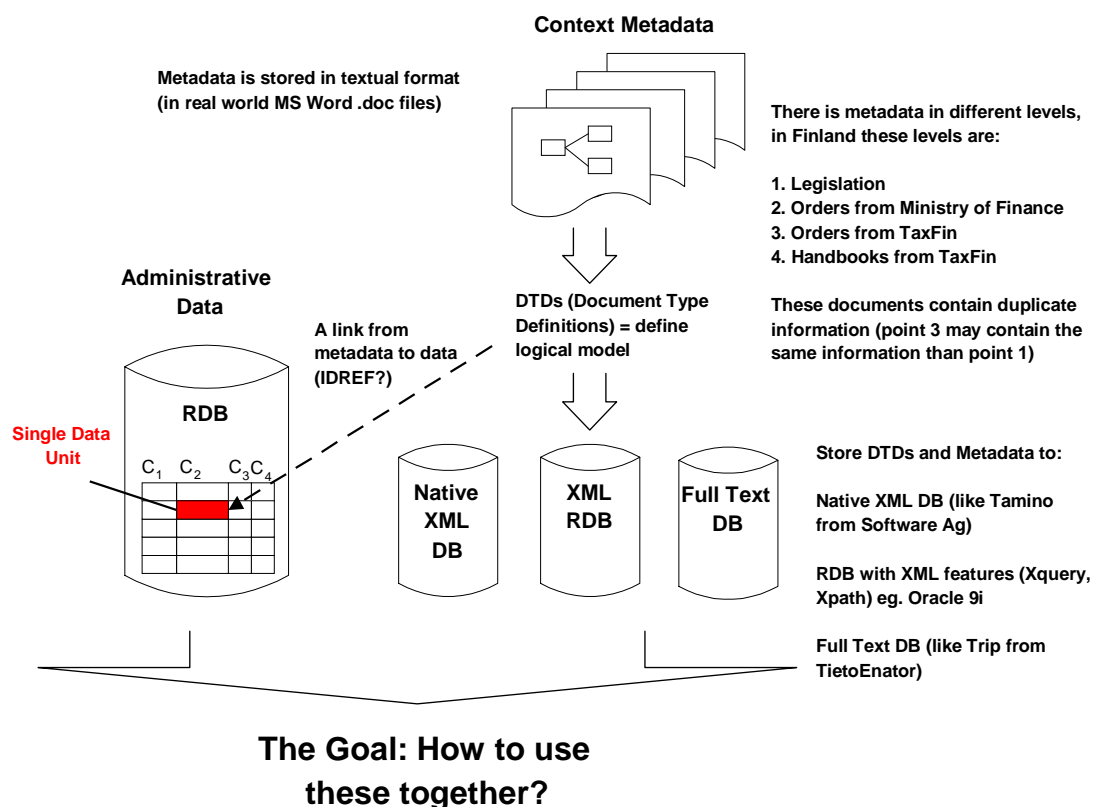 Context Metadata
Metadata is stored in textual format
(in real world MS Word .doc files)
There is metadata in different levels,
in Finland these levels are:
1. Legislation
2. Orders from Ministry of Finance
3. Orders from TaxFin
4. Handbooks from TaxFin
These documents contain duplicate
information (point 3 may contain the
same information than point 1)
Administrative
Data
DTDs (Document Type
Definitions) = define
logical model
A link from
metadata to data
(IDREF?)
RDB
Single Data
Unit
C1 C2 C3 C4
Native
XML
DB
XML
RDB
Full Text
DB
Store DTDs and Metadata to:
Native XML DB (like Tamino
from Software Ag)
RDB with XML features (Xquery,
Xpath) eg. Oracle 9i
Full Text DB (like Trip from
TietoEnator)
The Goal: How to use
these together?